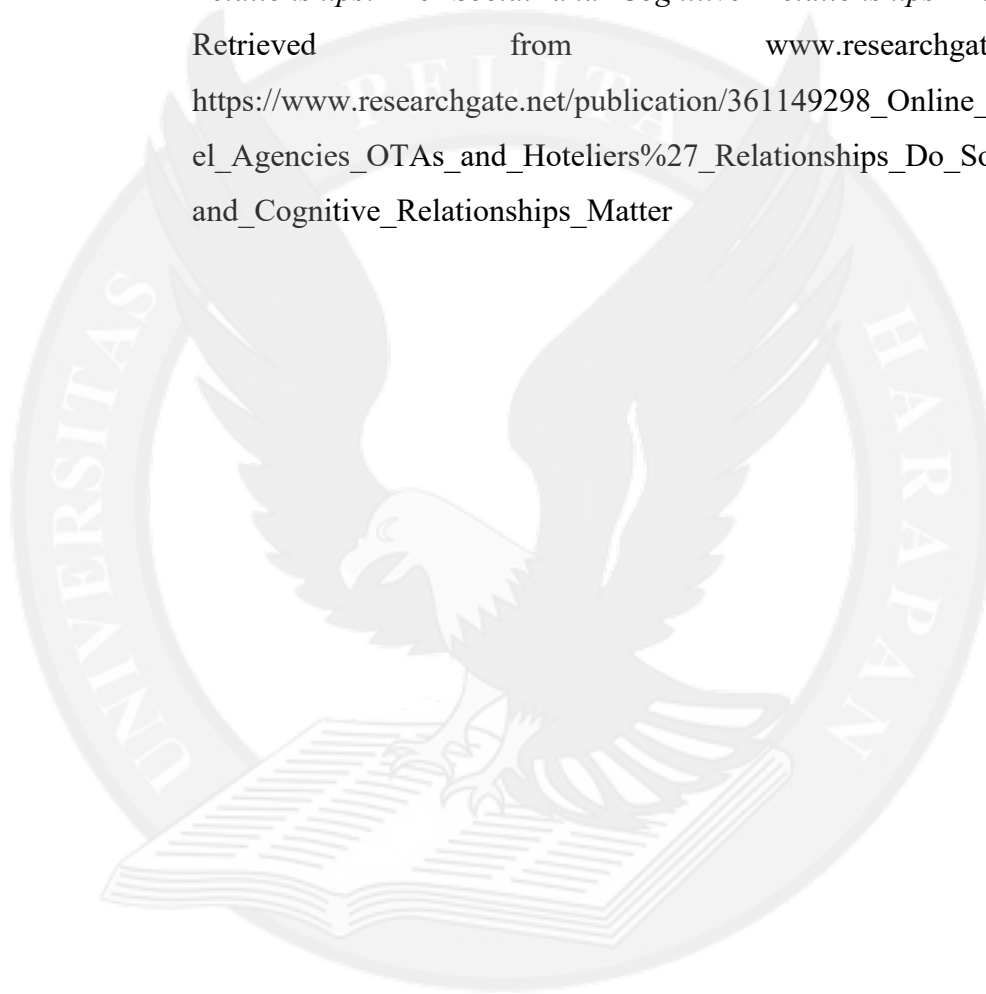 Retrieved from www.researchgat
https://www.researchgate.net/publication/361149298_Online_
el_Agencies_OTAs_and_Hoteliers%27_Relationships_Do_So
and_Cognitive_Relationships_Matter
PELITA
UNIVERSITAS
HARAPAN